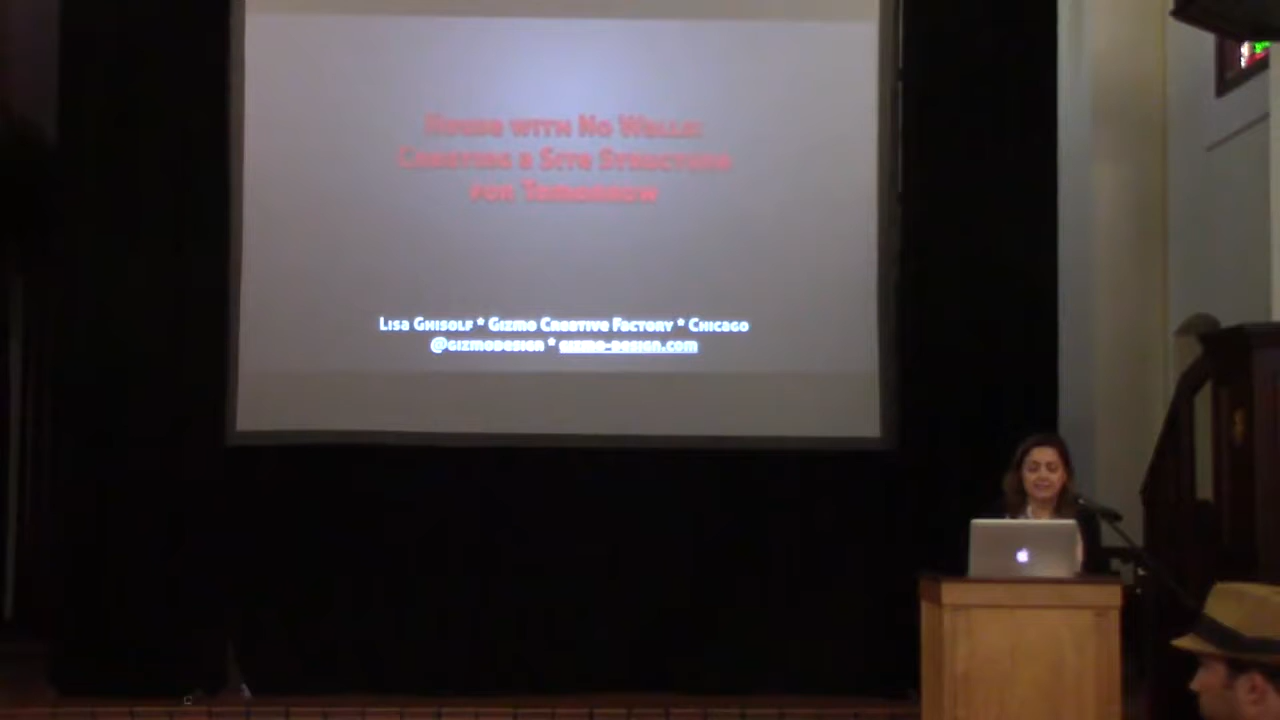 House with No Walls:
Creating a Site Structure
for Tomorrow
Lisa Ghisolf * Gizmo Creative Factory * Chicago
@gizmodesign * gizmo-design.com